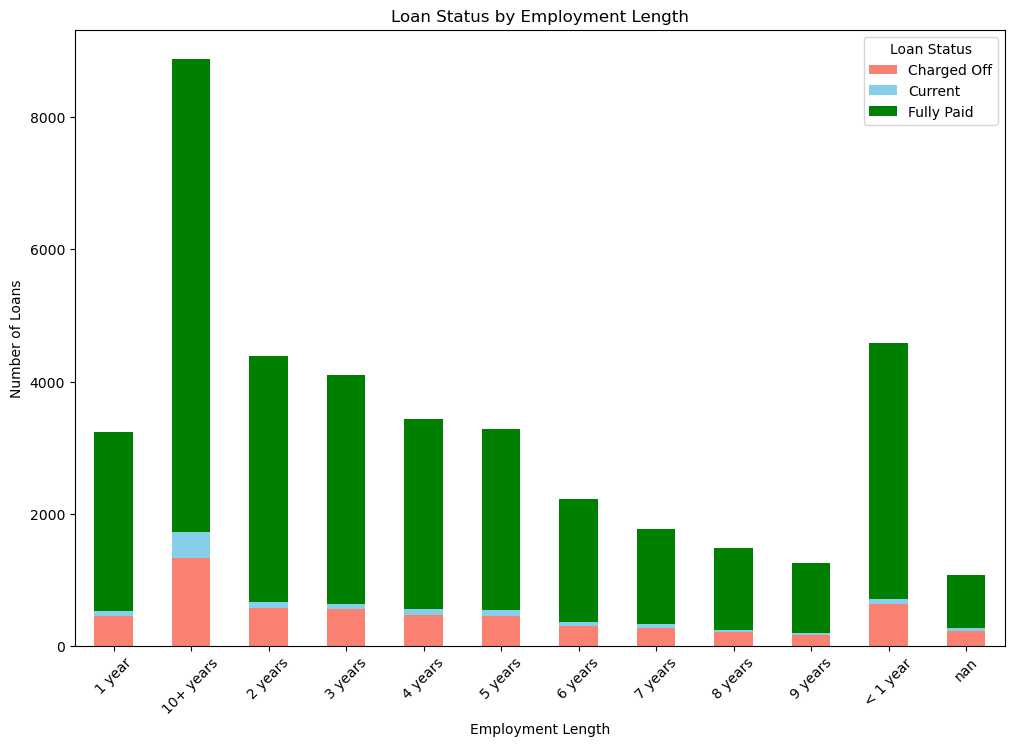 Loan Status by Employment Length
Loan Status
Charged Off
Current
Fully Paid
Number of Loans
8000
6000
4000
2000
0
1 year
10+ years
2 years
3 years
4 years
5 years
6 years
7 years
8 years
9 years
< 1 year
nan
Employment Length